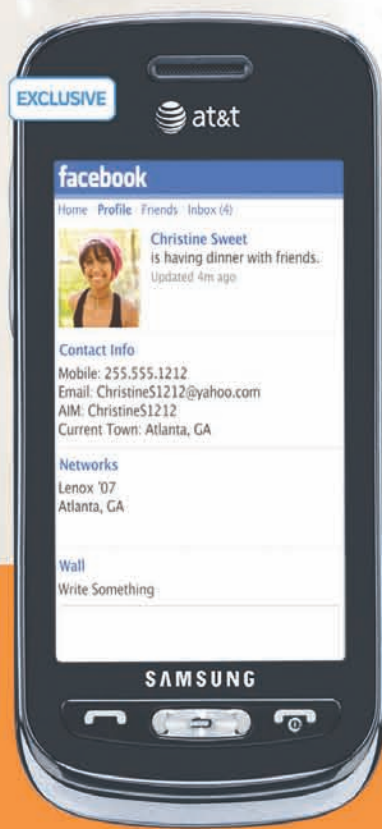 EXCLUSIVE
at&t
facebook
Home Profile Friends Inbox (4)
Christine Sweet
is having dinner with friends.
Updated 4m ago
Contact Info
Mobile: 255.555.1212
Email: ChristineS1212@yahoo.com
AIM: ChristineS1212
Current Town: Atlanta, GA
Networks
Lenox '07
Atlanta, GA
Wall
Write Something
SAMSUNG